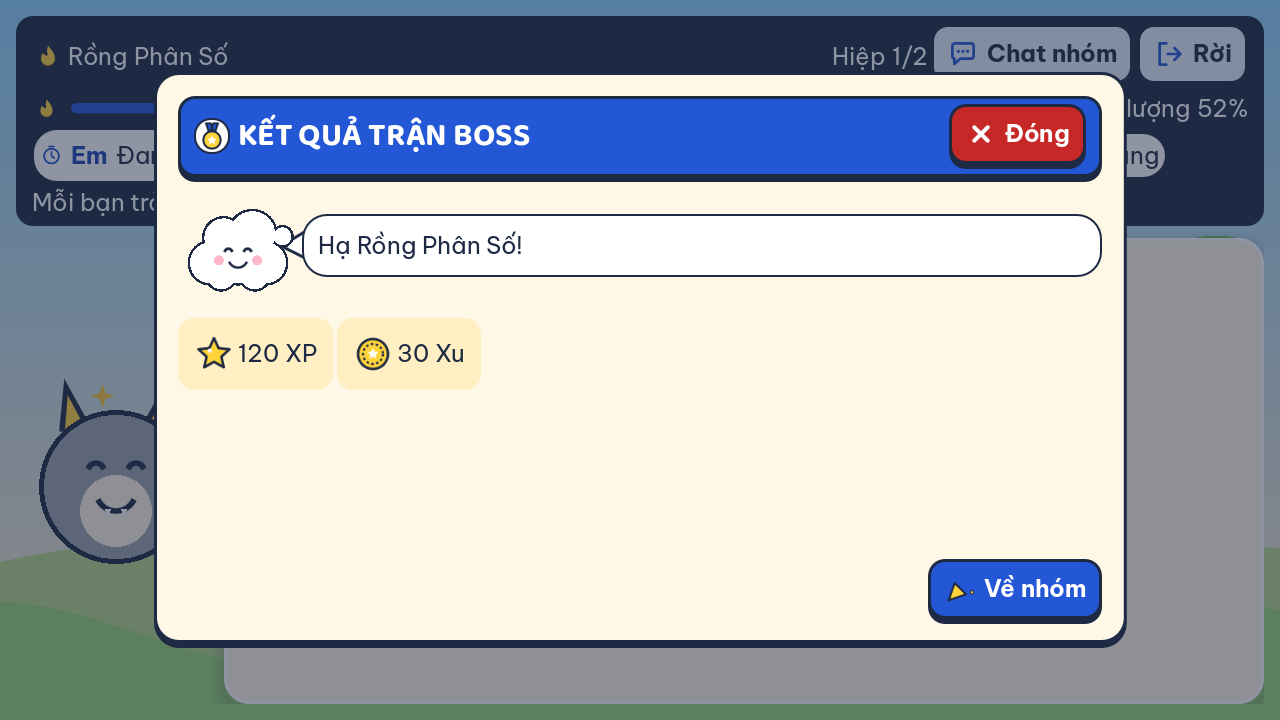 Rồng Phân Số
Hiệp 1/2
Chat nhóm
Rời
lượng 52%
Em
Mỗi bạn
KẾT QUẢ TRẬN BOSS
Đóng
Hạ Rồng Phân Số!
120 XP
30 Xu
Về nhóm